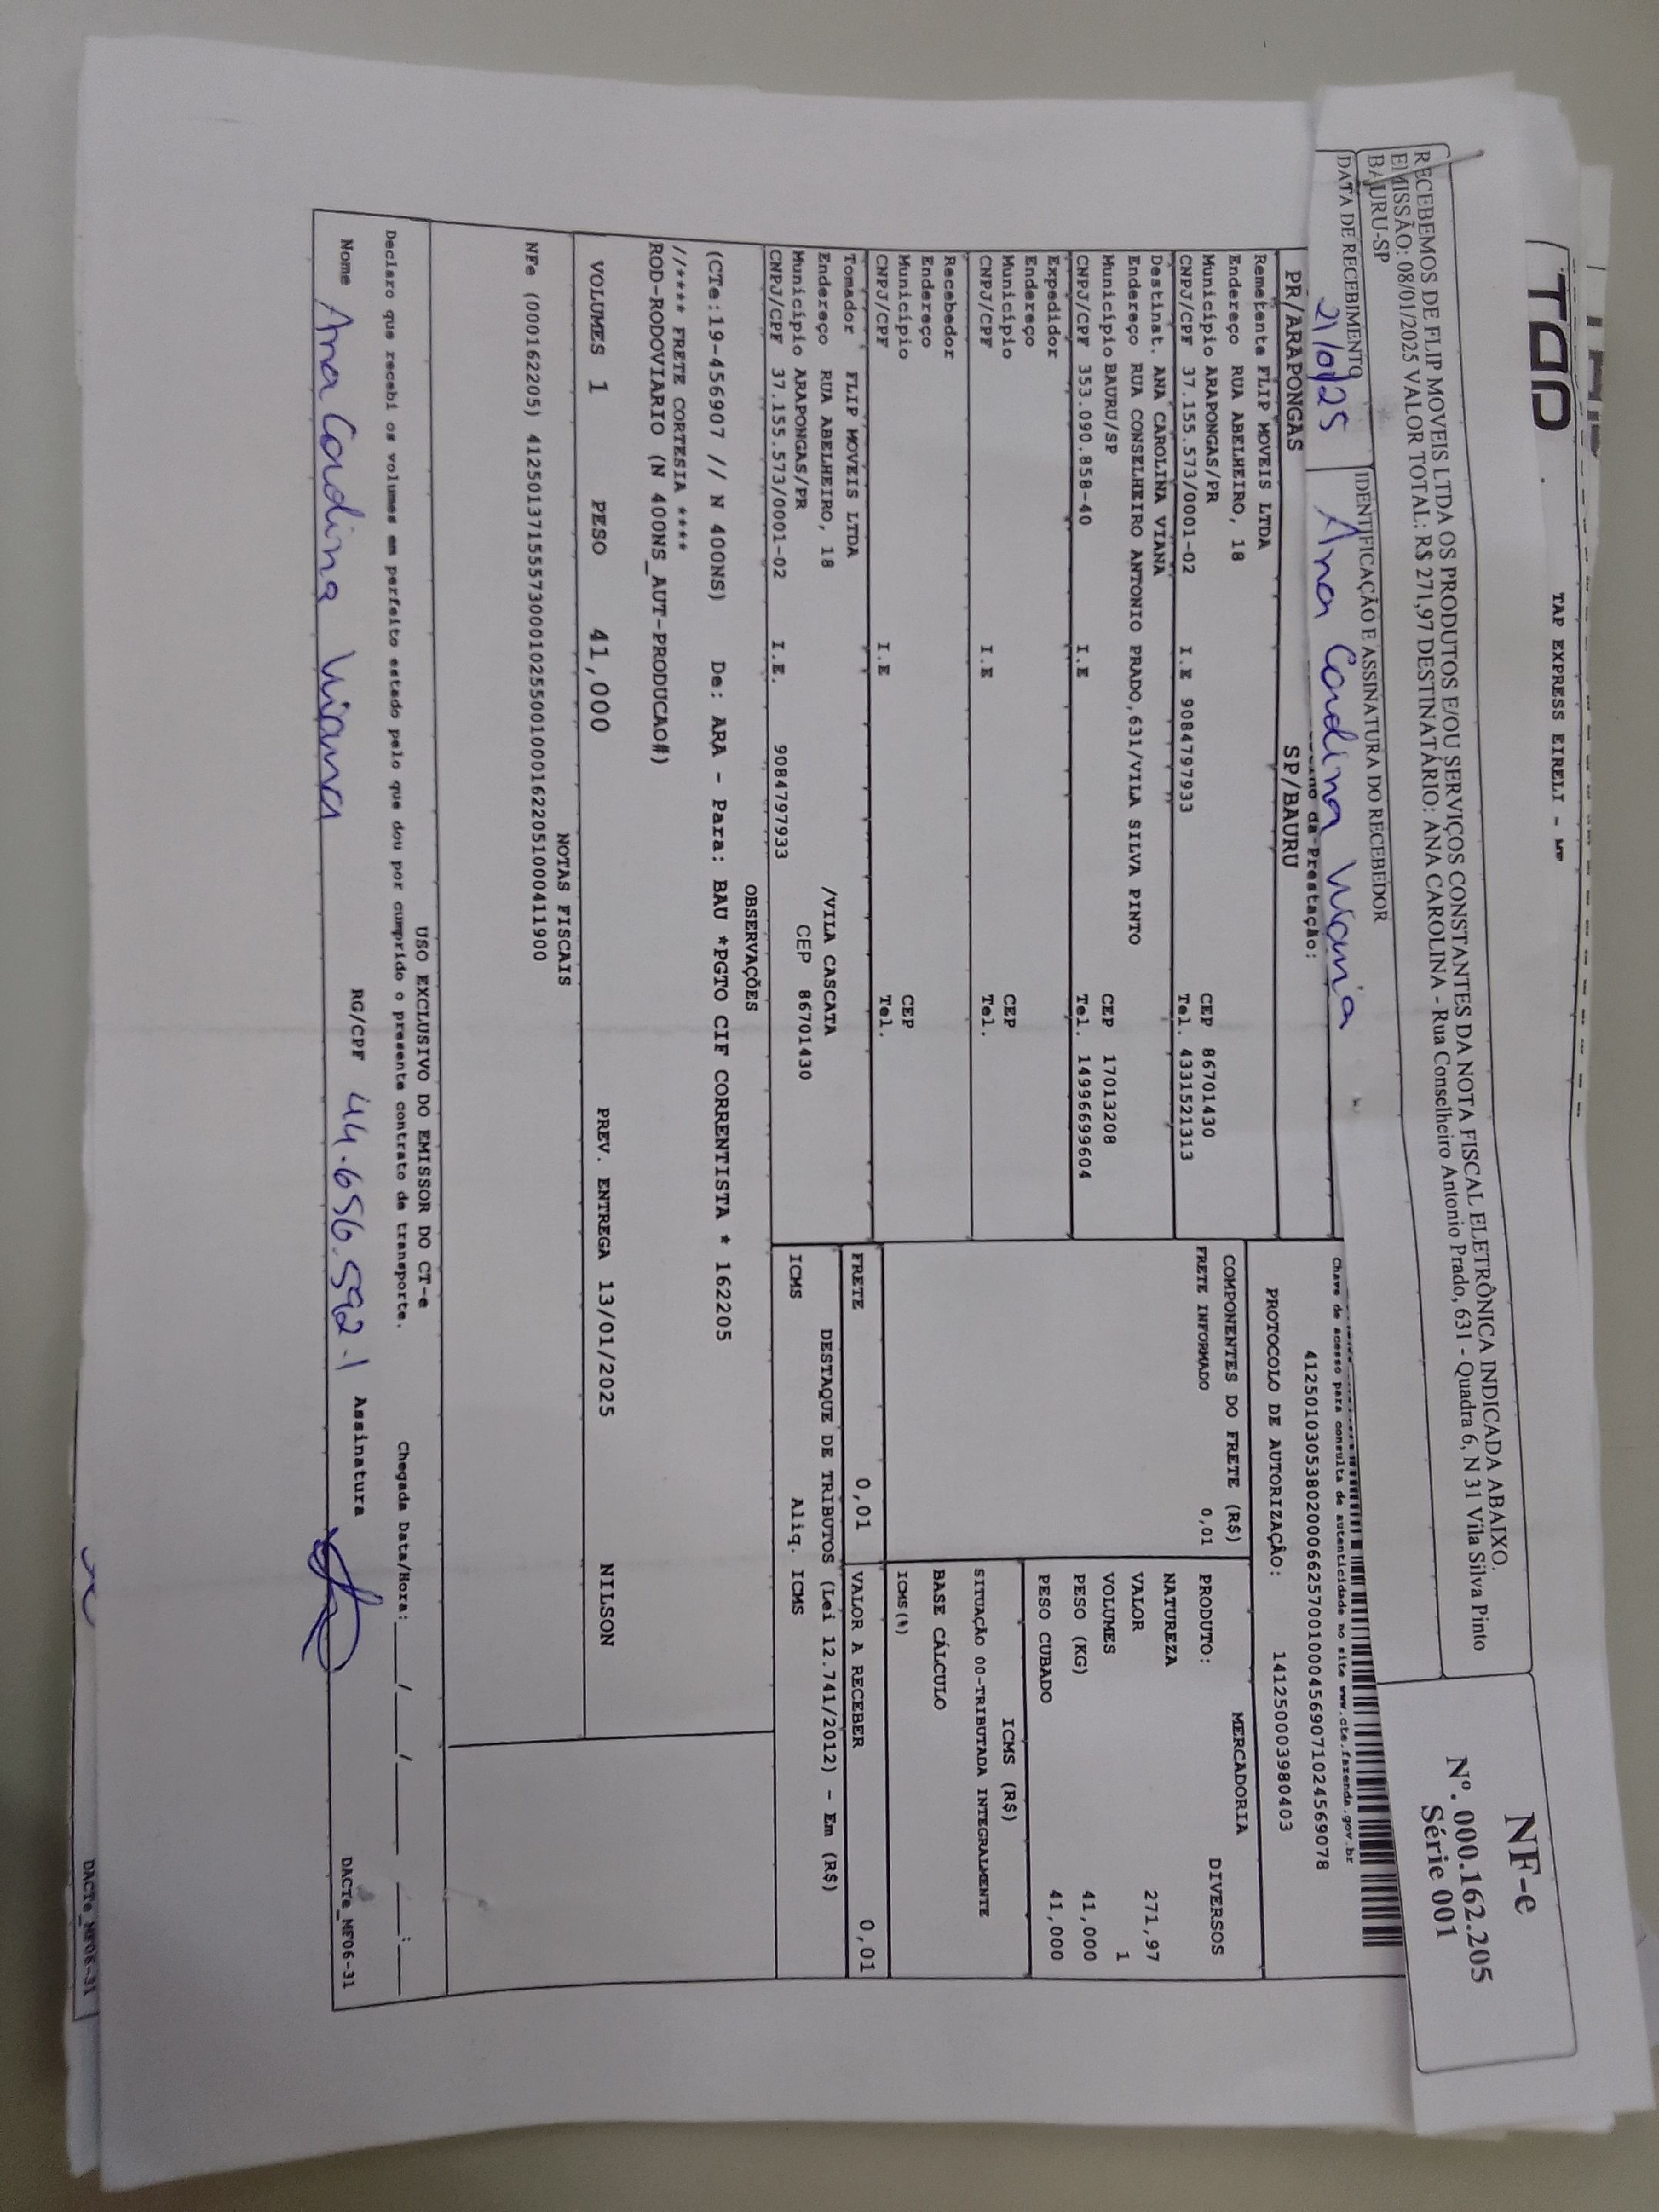 TAP EXPRESS EIRELI -
RECEBEMOS DE FLIP MOVEIS LTDA OS PRODUTOS E/OU SERVIÇOS CONSTANTES DA NOTA FISCAL ELETRÔNICA INDICADA ABAIXO.
EMISSÃO: 08/01/2025 VALOR TOTAL: R$ 271,97 DESTINATÁRIO: ANA CAROLINA - Rua Conselheiro Antonio Prado, 631 - Quadra 6, N 31 Vila Silva Pinto
BAURU-SP
NF-e
Nº. 000.162.205
Série 001
DATA DE RECEBIMENTO
IDENTIFICAÇÃO E ASSINATURA DO RECEBEDOR
Ana Carolina Viana
da Prestação:
PR/ARAPONGAS SP/BAURU
Chave de acesso para consulta de autenticidade no site www.cte.fazenda.gov.br
41250103053802000662570010004569071024569078
PROTOCOLO DE AUTORIZAÇÃO: 141250003980403
Remetente FLIP MOVEIS LTDA
Endereço RUA ABELHEIRO, 18
Município ARAPONGAS/PR CEP 86701430
CNPJ/CPF 37.155.573/0001-02 I.E 9084797933 Tel. 4331521313
Destinat. ANA CAROLINA VIANA
Endereço RUA CONSELHEIRO ANTONIO PRADO,631/VILA SILVA PINTO
Município BAURU/SP CEP 17013208
CNPJ/CPF 353.090.858-40 I.E Tel. 14996699604
Expedidor
Endereço
Município CEP
CNPJ/CPF I.E Tel.
Recebedor
Endereço
Município CEP
CNPJ/CPF I.E Tel.
Tomador FLIP MOVEIS LTDA
Endereço RUA ABELHEIRO, 18 /VILA CASCATA
Município ARAPONGAS/PR CEP 86701430
CNPJ/CPF 37.155.573/0001-02 I.E. 9084797933
COMPONENTES DO FRETE (R$)
FRETE INFORMADO 0,01
MERCADORIA
PRODUTO: DIVERSOS
NATUREZA
VALOR 271,97
VOLUMES 1
PESO (KG) 41,000
PESO CUBADO 41,000
ICMS (R$)
SITUAÇÃO 00-TRIBUTADA INTEGRALMENTE
BASE CÁLCULO
ICMS(%)
FRETE 0,01 VALOR A RECEBER 0,01
DESTAQUE DE TRIBUTOS (Lei 12.741/2012) - Em (R$)
ICMS Aliq. ICMS
OBSERVAÇÕES
(CTe:19-456907 // N 400NS) De: ARA - Para: BAU *PGTO CIF CORRENTISTA * 162205
//**** FRETE CORTESIA ****
ROD-RODOVIARIO (N 400NS_AUT-PRODUCAO#)
VOLUMES 1 PESO 41,000 PREV. ENTREGA 13/01/2025 NILSON
NOTAS FISCAIS
NFe (000162205) 41250137155573000102550010001622051000411900
USO EXCLUSIVO DO EMISSOR DO CT-e
Declaro que recebi os volumes em perfeito estado pelo que dou por cumprido o presente contrato de transporte. Chegada Data/Hora: ___/___/_____ ___:___
Nome Ana Carolina Viana RG/CPF 44.656.592-1 Assinatura
DACTe_MF06-31
DACTe_MF06-31